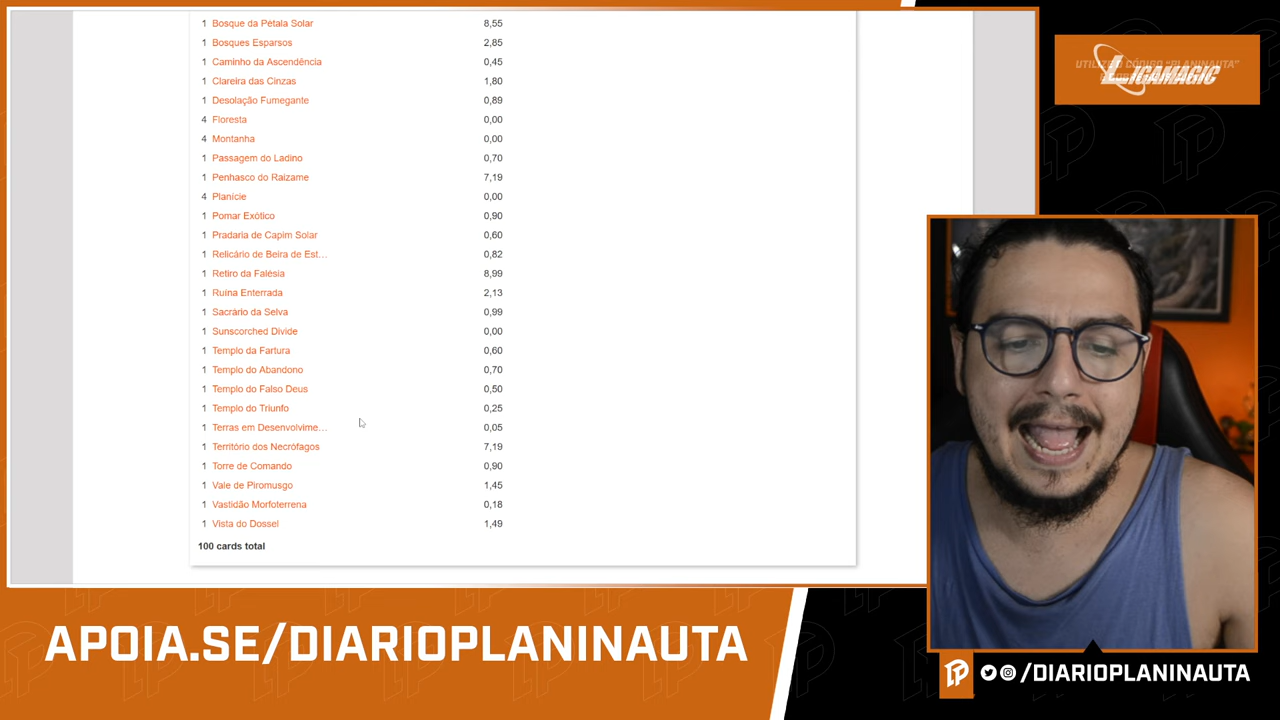 1 Bosque da Pétala Solar 8,55
1 Bosques Esparsos 2,85
1 Caminho da Ascendência 0,45
1 Clareira das Cinzas 1,80
1 Desolação Fumegante 0,89
4 Floresta 0,00
4 Montanha 0,00
1 Passagem do Ladino 0,70
1 Penhasco do Raizame 7,19
4 Planície 0,00
1 Pomar Exótico 0,90
1 Pradaria de Capim Solar 0,60
1 Relicário de Beira de Est... 0,82
1 Retiro da Falésia 8,99
1 Ruína Enterrada 2,13
1 Sacrário da Selva 0,99
1 Sunscorched Divide 0,00
1 Templo da Fartura 0,60
1 Templo do Abandono 0,70
1 Templo do Falso Deus 0,50
1 Templo do Triunfo 0,25
1 Terras em Desenvolvime... 0,05
1 Território dos Necrófagos 7,19
1 Torre de Comando 0,90
1 Vale de Piromusgo 1,45
1 Vastidão Morfoterrena 0,18
1 Vista do Dossel 1,49
100 cards total
UTILIZE O CÓDIGO "PLANINAUTA"
LIGAMAGIC
APOIA.SE/DIARIOPLANINAUTA
/DIARIOPLANINAUTA